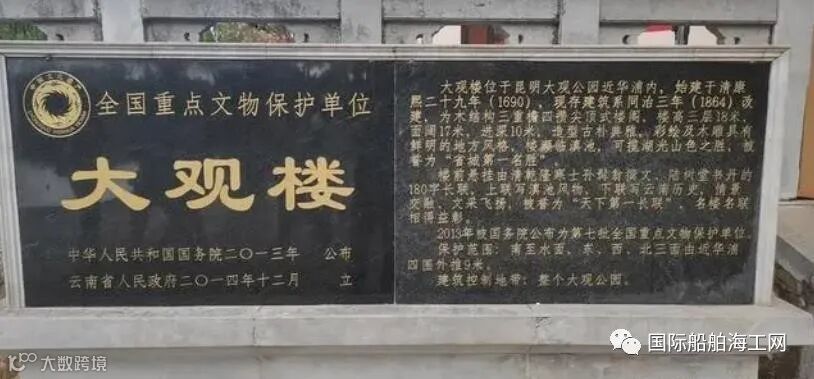 全国重点文物保护单位
大观楼
中华人民共和国国务院二〇一三年 公布
云南省人民政府二〇一四年十二月 立
大观楼位于昆明大观公园近华浦内，始建于清康
熙二十九年（1690），现存建筑系同治三年（1864）改
建，为木结构三重檐四攒尖顶式楼阁，楼高三层18米，
面阔17米，进深10米，造型古朴典雅，彩绘及木雕具有
鲜明的地方风格，楼濒临滇池，可揽湖光山色之胜，被
誉为“省城第一名胜”。
楼前悬挂由清乾隆寒士孙髯翁撰文、陆树堂书丹的
180字长联，上联写滇池风物，下联写云南历史，情景
交融，文采飞扬，被誉为“天下第一长联”，名楼名联
相得益彰。
2013年被国务院公布为第七批全国重点文物保护单位。
保护范围：南至水面，东、西、北三面由近华浦
四围外推9米。
建筑控制地带：整个大观公园。
国际船舶海工网
大数跨境